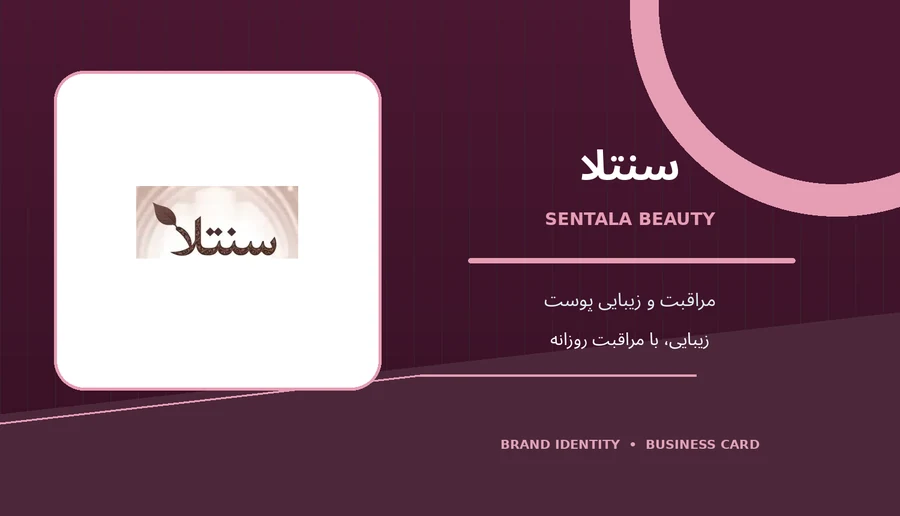 سنتلا
سنتلا
SENTALA BEAUTY
مراقبت و زیبایی پوست
زیبایی، با مراقبت روزانه
BRAND IDENTITY • BUSINESS CARD